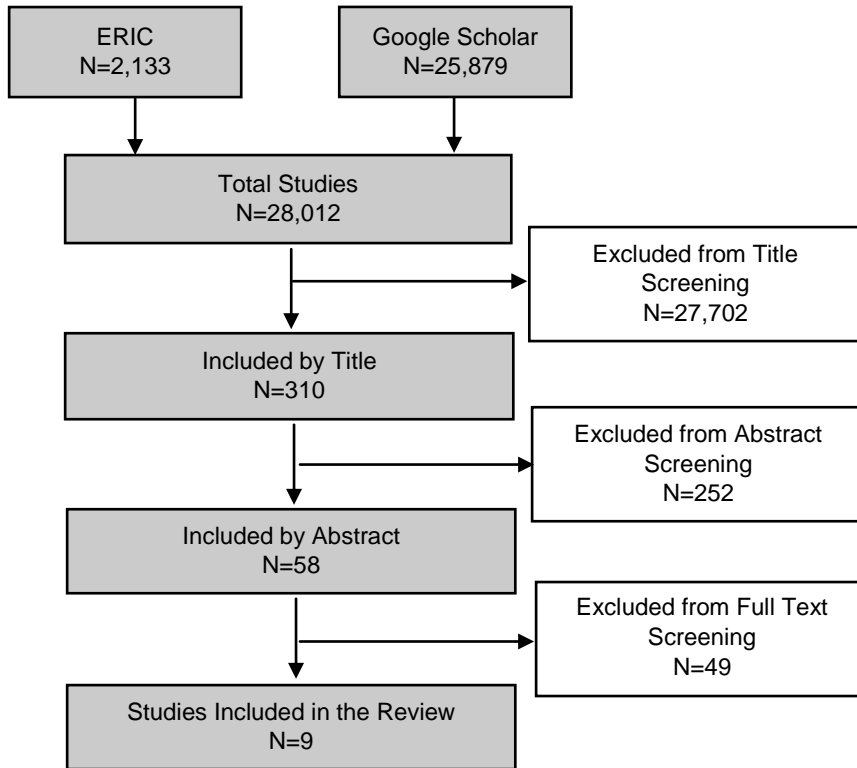 ERIC
N=2,133
Google Scholar
N=25,879
Total Studies
N=28,012
Excluded from Title
Screening
N=27,702
Included by Title
N=310
Excluded from Abstract
Screening
N=252
Included by Abstract
N=58
Excluded from Full Text
Screening
N=49
Studies Included in the Review
N=9